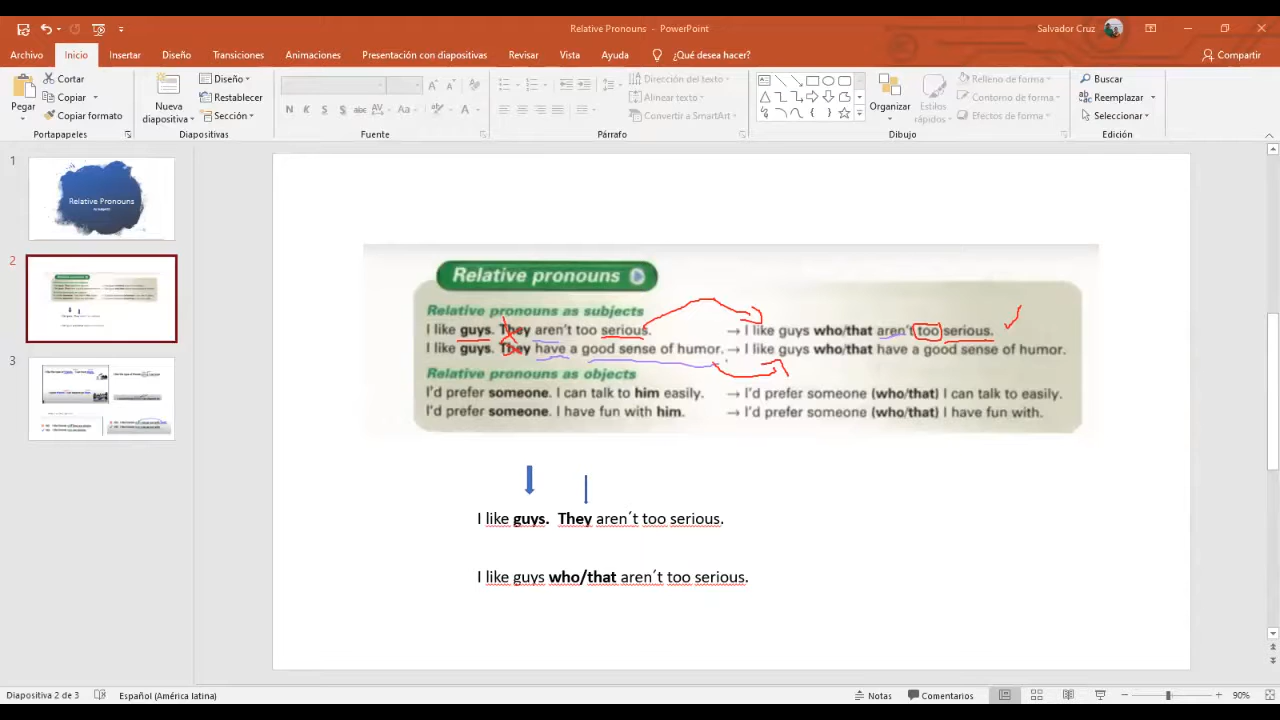 Relative Pronouns - PowerPoint
Salvador Cruz
Archivo Inicio Insertar Diseño Transiciones Animaciones Presentación con diapositivas Revisar Vista Ayuda ¿Qué desea hacer? Compartir
Pegar
Cortar
Copiar
Copiar formato
Portapapeles
Nueva diapositiva
Diseño
Restablecer
Sección
Diapositivas
N K S abc AV Aa A
Fuente
Dirección del texto
Alinear texto
Convertir a SmartArt
Párrafo
Organizar
Estilos rápidos
Relleno de forma
Contorno de forma
Efectos de forma
Dibujo
Buscar
Reemplazar
Seleccionar
Edición
1
Relative Pronouns
2
3
Relative pronouns
Relative pronouns as subjects
I like guys. They aren't too serious. → I like guys who/that aren't too serious.
I like guys. They have a good sense of humor. → I like guys who/that have a good sense of humor.
Relative pronouns as objects
I'd prefer someone. I can talk to him easily. → I'd prefer someone (who/that) I can talk to easily.
I'd prefer someone. I have fun with him. → I'd prefer someone (who/that) I have fun with.
I like guys. They aren´t too serious.
I like guys who/that aren´t too serious.
Diapositiva 2 de 3 Español (América latina) Notas Comentarios 90%